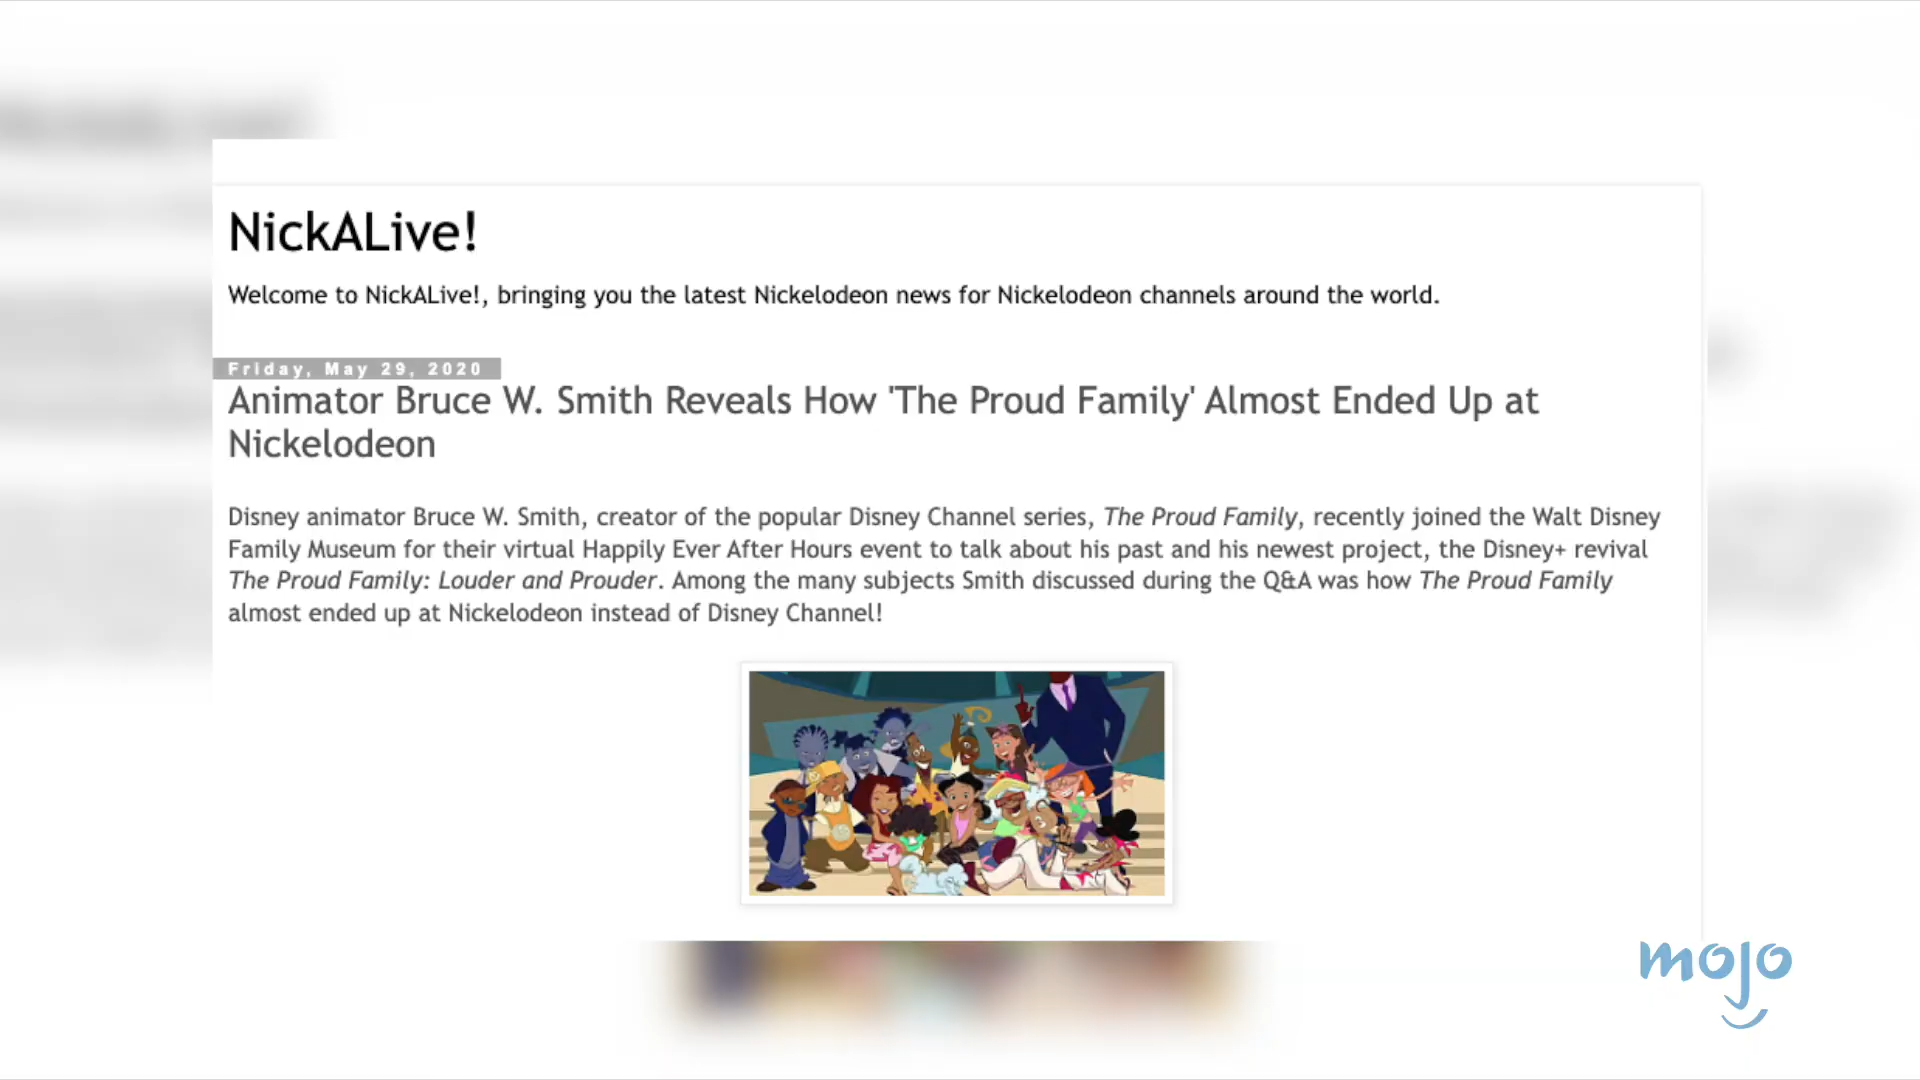 NickALive!
Welcome to NickALive!, bringing you the latest Nickelodeon news for Nickelodeon channels around the world.
Friday, May 29, 2020
Animator Bruce W. Smith Reveals How 'The Proud Family' Almost Ended Up at
Nickelodeon
Disney animator Bruce W. Smith, creator of the popular Disney Channel series, The Proud Family, recently joined the Walt Disney
Family Museum for their virtual Happily Ever After Hours event to talk about his past and his newest project, the Disney+ revival
The Proud Family: Louder and Prouder. Among the many subjects Smith discussed during the Q&A was how The Proud Family
almost ended up at Nickelodeon instead of Disney Channel!
mojo